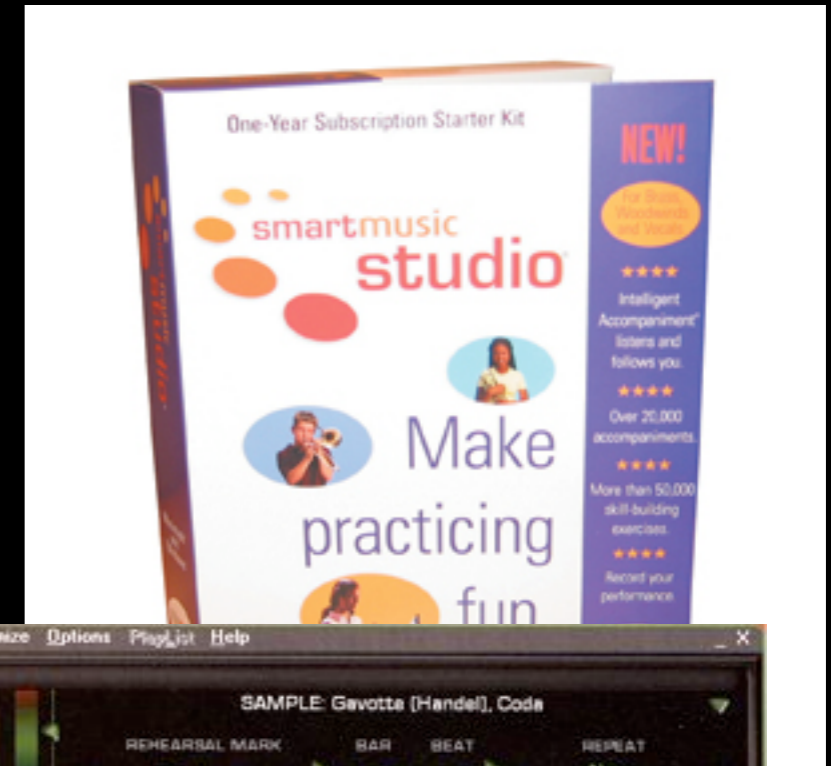 One-Year Subscription Starter Kit
smartmusic
studio
Make
practicing
fun
NEW!
For Brass,
Woodwinds
and Vocals
Intelligent
Accompaniment®
listens and
follows you.
Over 20,000
accompaniments.
More than 50,000
skill-building
exercises.
Record your
performance.
studio
Options PlayList Help
SAMPLE: Gavotte (Handel), Coda
REHEARSAL MARK BAR BEAT REPEAT